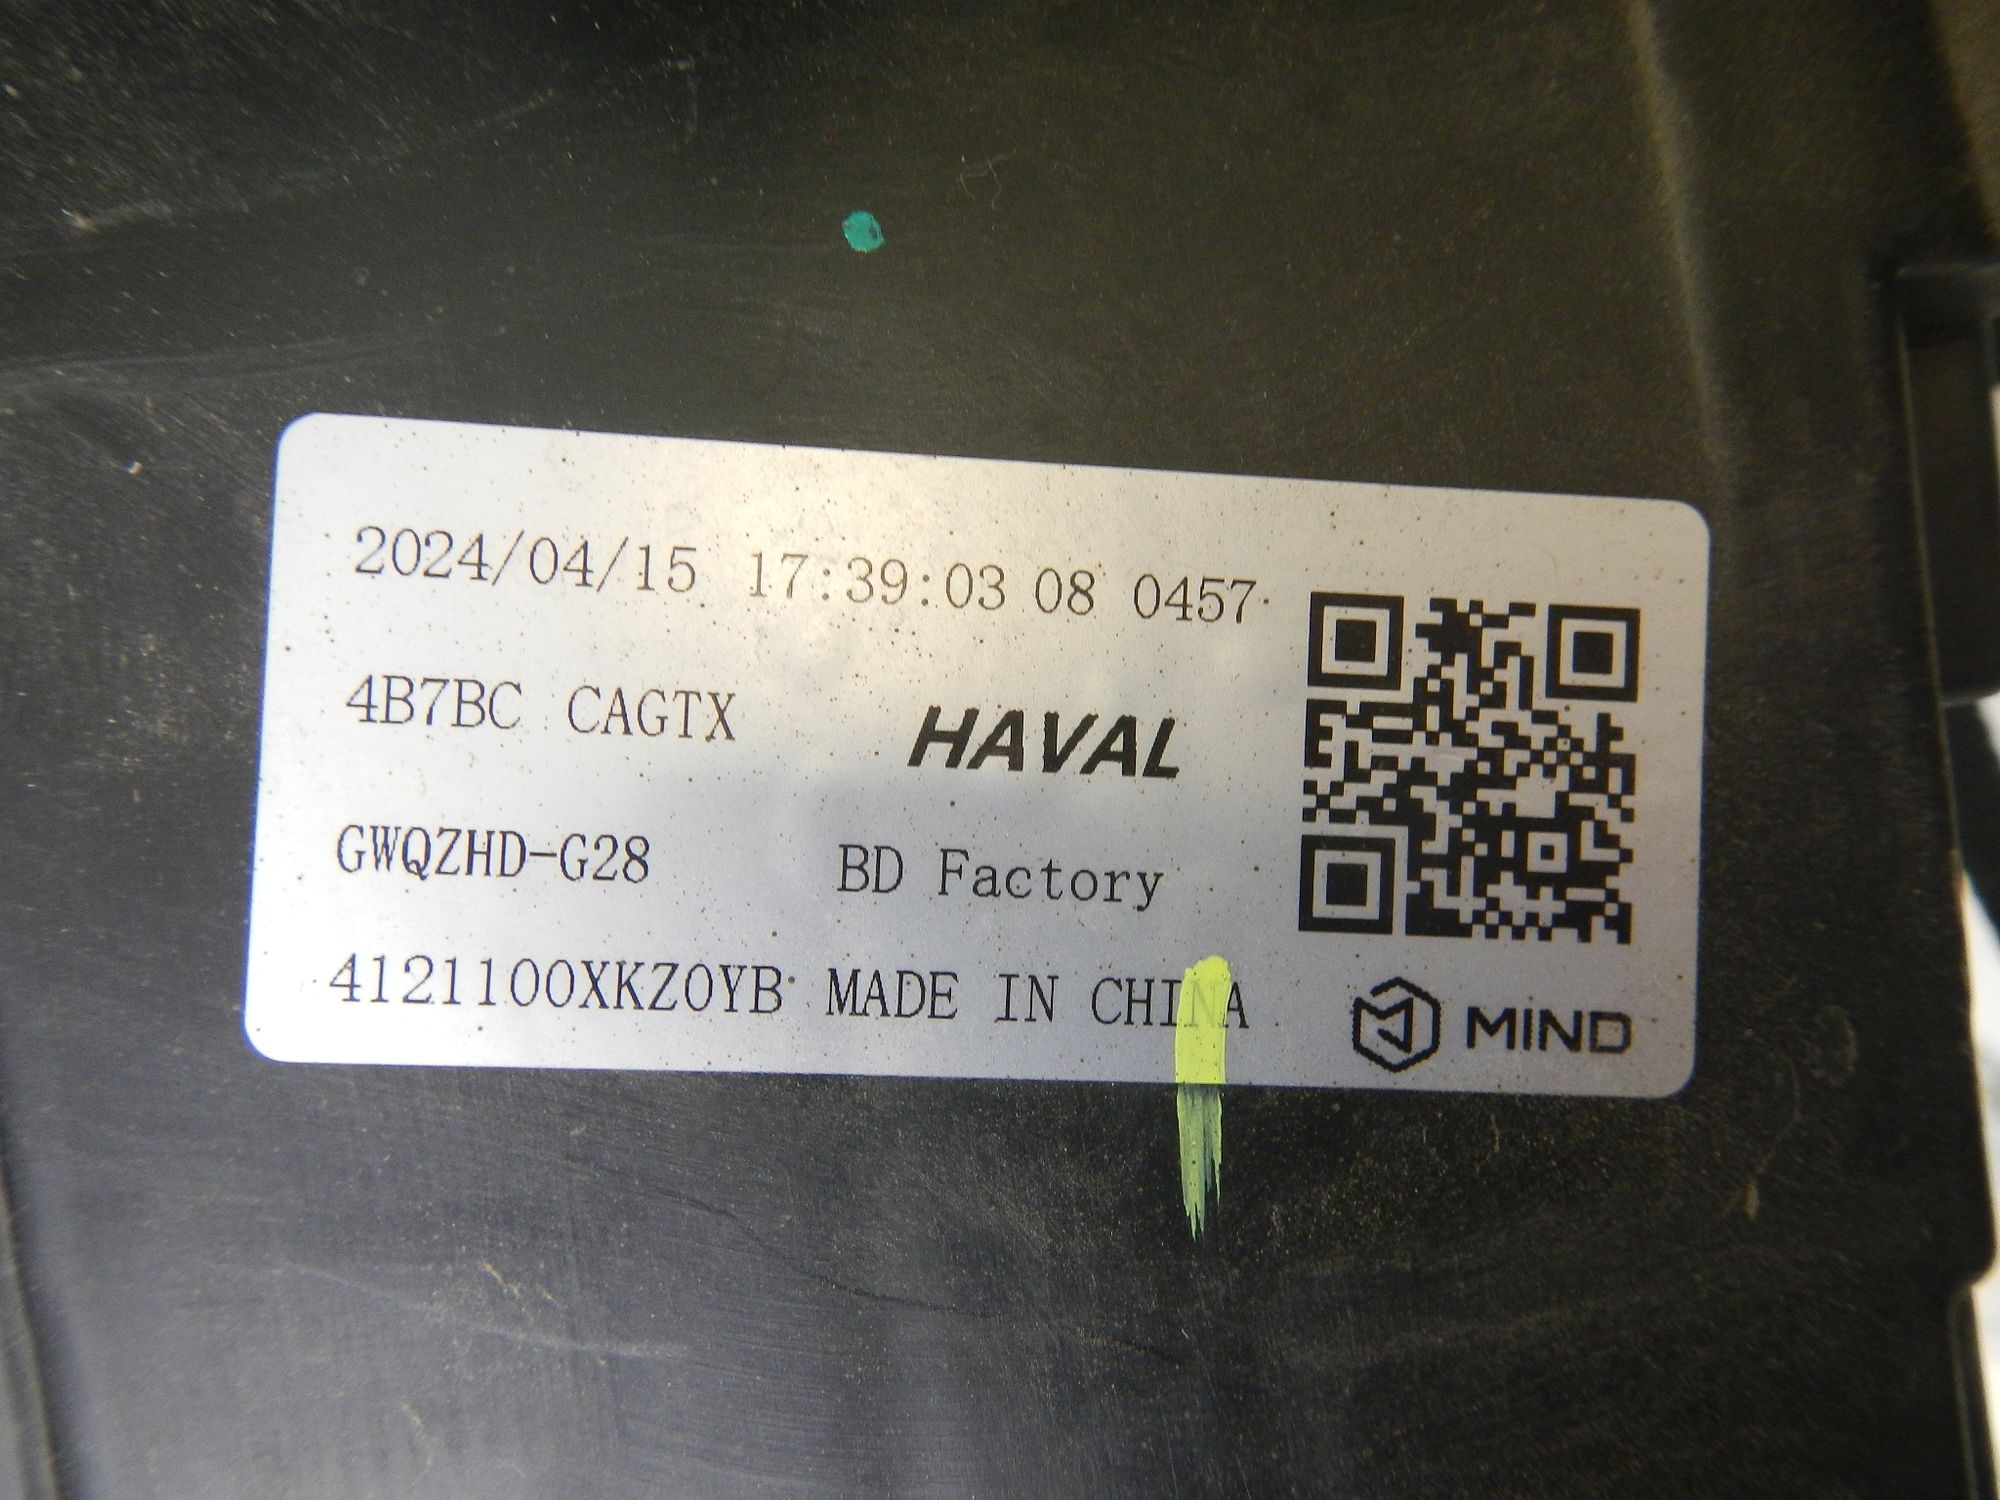 2024/04/15 17:39:03 08 0457
4B7BC CAGTX
HAVAL
GWQZHD-G28 BD Factory
4121100XKZ0YB MADE IN CHINA
MIND